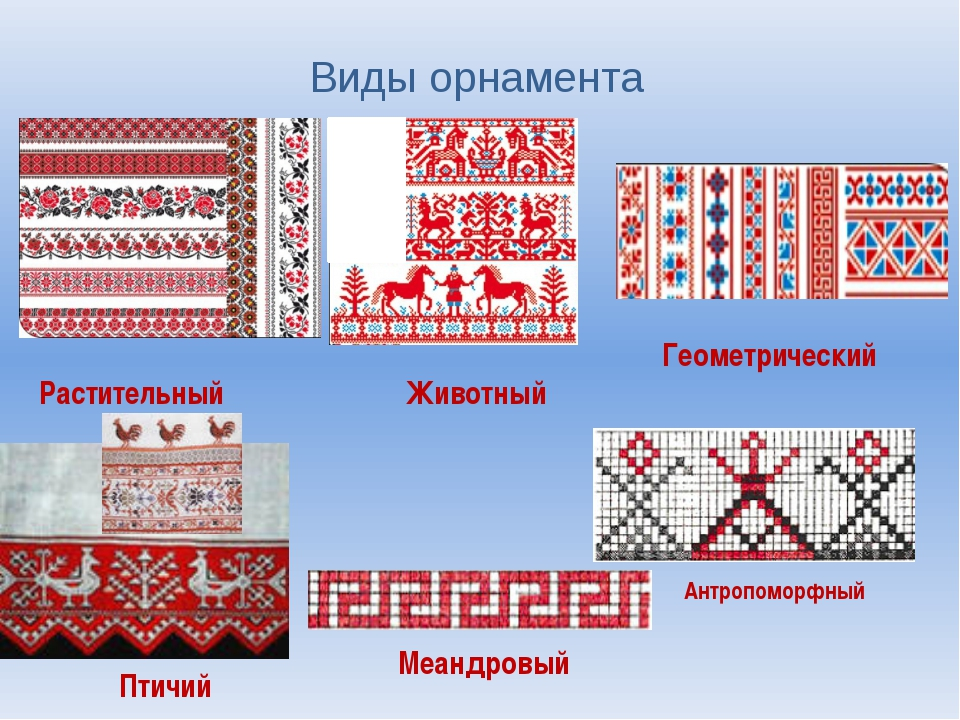 Виды орнамента
Растительный
Животный
Геометрический
Птичий
Меандровый
Антропоморфный